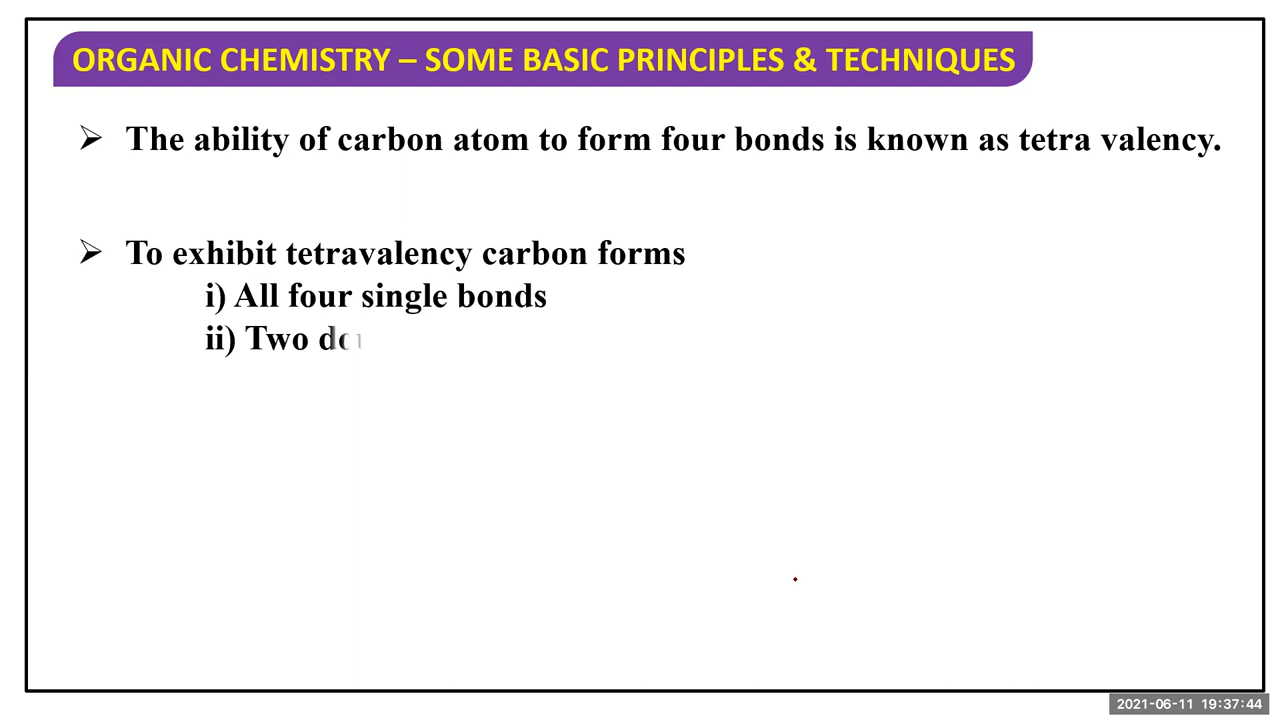 ORGANIC CHEMISTRY – SOME BASIC PRINCIPLES & TECHNIQUES
The ability of carbon atom to form four bonds is known as tetra valency.
To exhibit tetravalency carbon forms
i) All four single bonds
ii) Two
2021-06-11 19:37:44